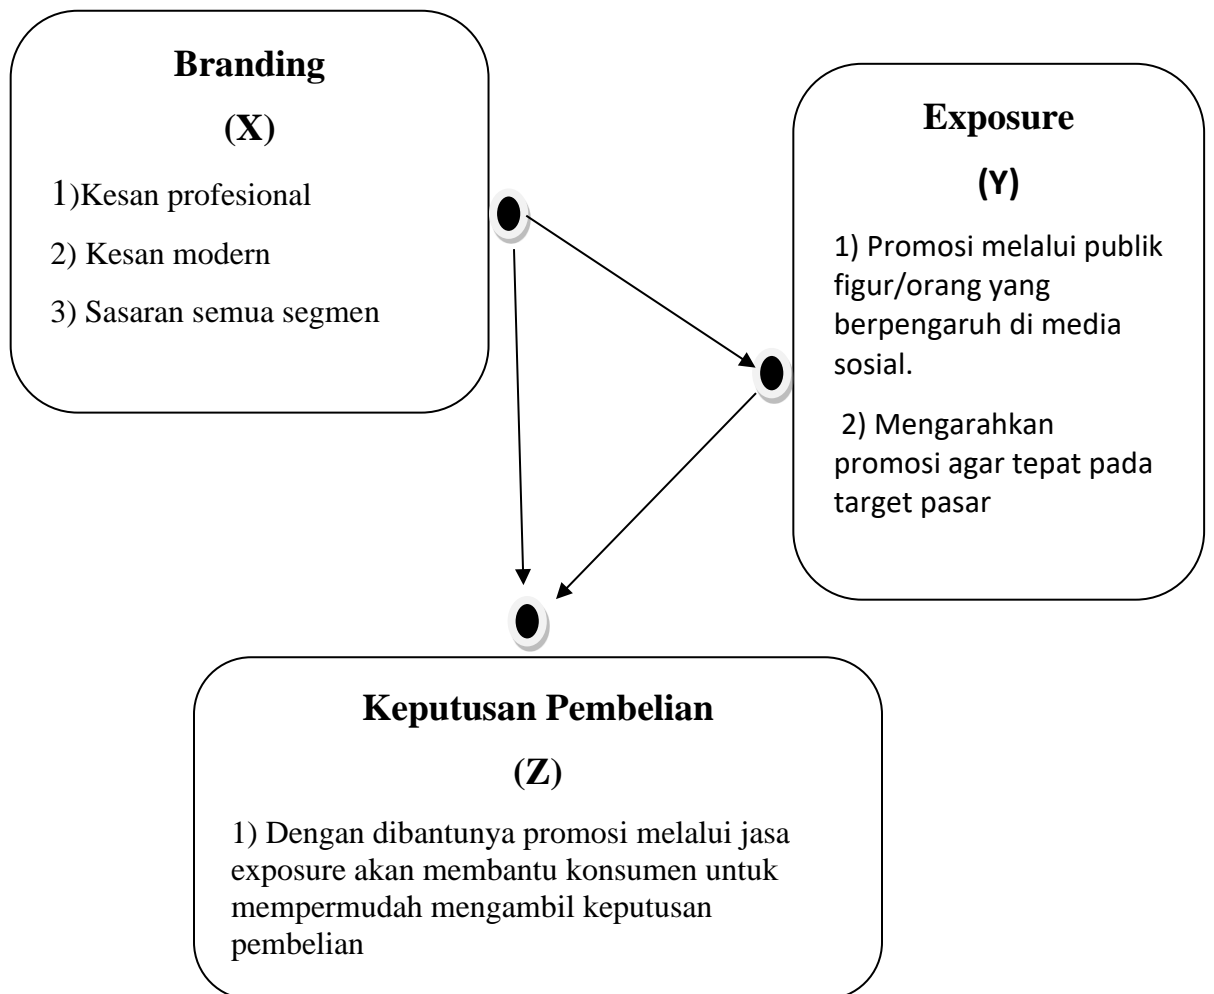 Branding
(X)
1)Kesan profesional
2) Kesan modern
3) Sasaran semua segmen
Exposure
(Y)
1) Promosi melalui publik
figur/orang yang
berpengaruh di media
sosial.
2) Mengarahkan
promosi agar tepat pada
target pasar
Keputusan Pembelian
(Z)
1) Dengan dibantunya promosi melalui jasa
exposure akan membantu konsumen untuk
mempermudah mengambil keputusan
pembelian